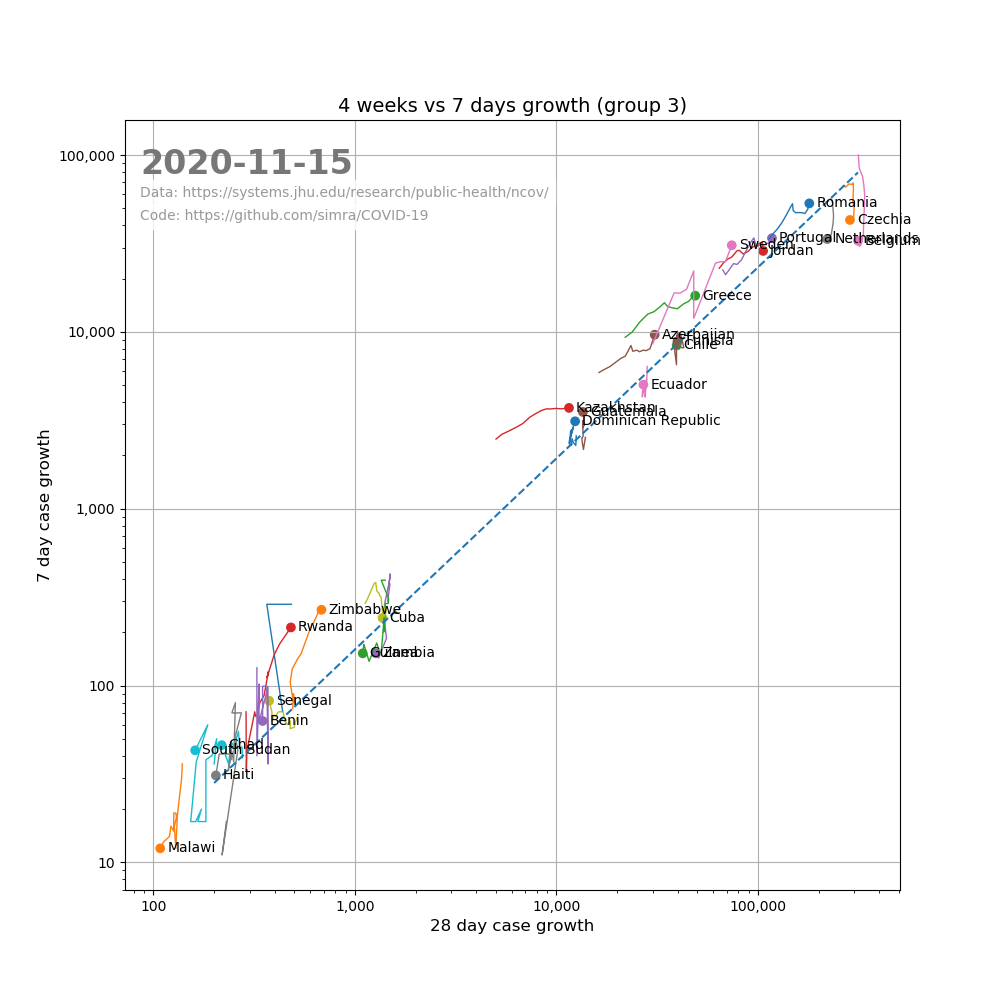 4 weeks vs 7 days growth (group 3)
100,000
2020-11-15
Data: https://systems.jhu.edu/research/public-health/ncov/
Code: https://github.com/simra/COVID-19
Romania
Czechia
Portugal
Netherlands
Belgium
Sweden
Jordan
Greece
10,000
Azerbaijan
Tunisia
Chile
Ecuador
Kazakhstan
Guatemala
Dominican Republic
1,000
7 day case growth
Zimbabwe
Cuba
Rwanda
Guinea
Zambia
100
Senegal
Benin
Chad
South Sudan
Haiti
Malawi
10
100
1,000
10,000
100,000
28 day case growth